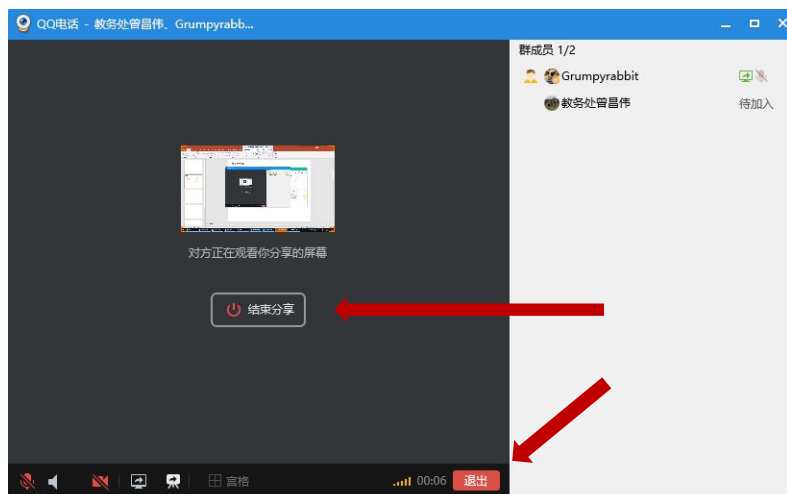 QQ电话 - 教务处曾昌伟、Grumpyrabb...
群成员 1/2
Grumpyrabbit
教务处曾昌伟 待加入
对方正在观看你分享的屏幕
结束分享
宫格 00:06 退出